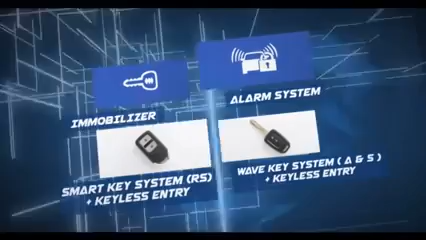 IMMOBILIZER
ALARM SYSTEM
SMART KEY SYSTEM (RS)
+ KEYLESS ENTRY
WAVE KEY SYSTEM ( A & S )
+ KEYLESS ENTRY